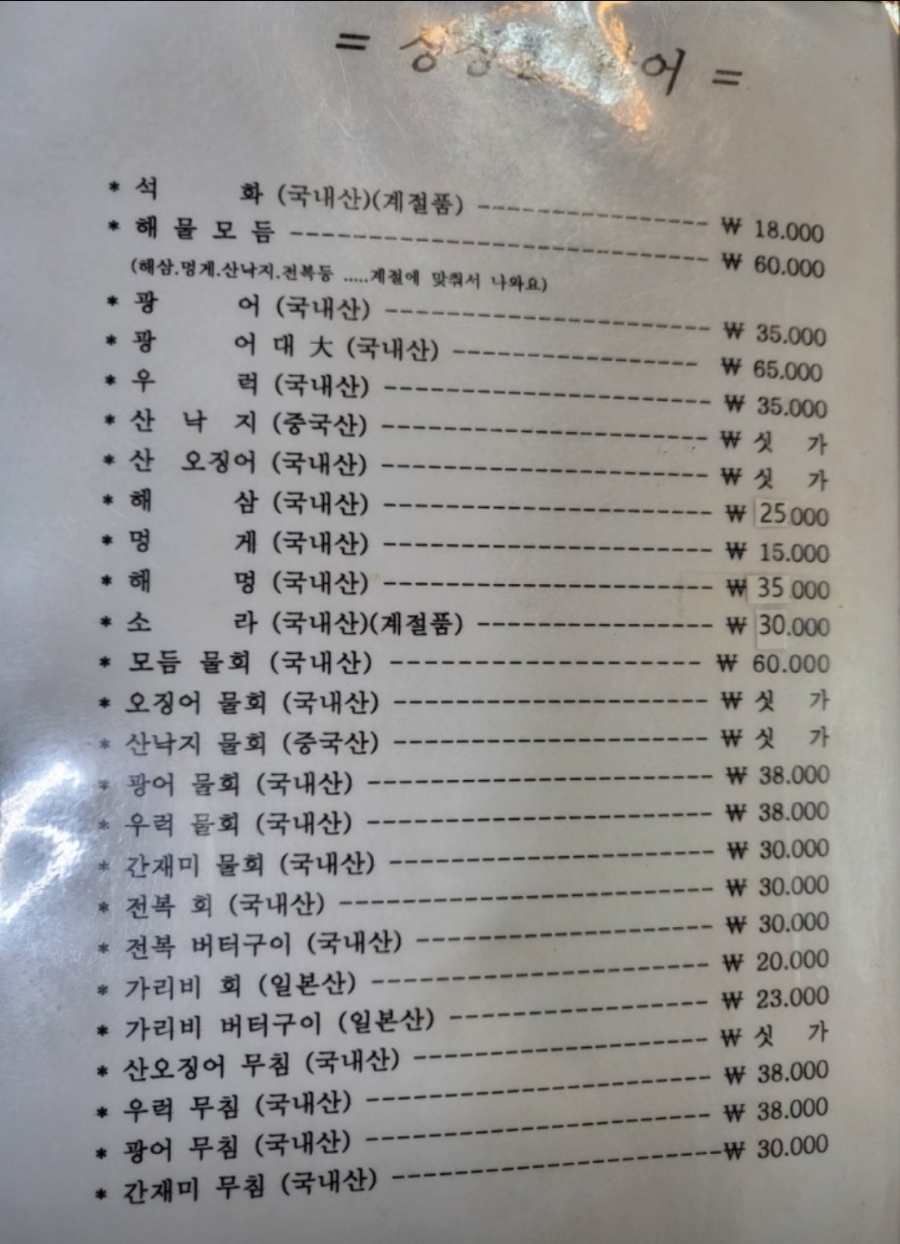 = 어 =
* 석 화 (국내산)(계절품) ------------------ ₩ 18.000
* 해 물 모 듬 ------------------------------- ₩ 60.000
(해삼.멍게.산낙지.전복등 .....계절에 맞춰서 나와요)
* 광 어 (국내산) ------------------------- ₩ 35.000
* 광 어 대 大 (국내산) ------------------- ₩ 65.000
* 우 럭 (국내산) ------------------------- ₩ 35.000
* 산 낙 지 (중국산) ------------------------- ₩ 싯 가
* 산 오징어 (국내산) ------------------------- ₩ 싯 가
* 해 삼 (국내산) ------------------------- ₩ 25.000
* 멍 게 (국내산) ------------------------- ₩ 15.000
* 해 멍 (국내산) ------------------------- ₩ 35.000
* 소 라 (국내산)(계절품) ------------------ ₩ 30.000
* 모듬 물회 (국내산) ------------------------ ₩ 60.000
* 오징어 물회 (국내산) ------------------------ ₩ 싯 가
* 산낙지 물회 (중국산) ------------------------ ₩ 싯 가
* 광어 물회 (국내산) -------------------------- ₩ 38.000
* 우럭 물회 (국내산) -------------------------- ₩ 38.000
* 간재미 물회 (국내산) ------------------------ ₩ 30.000
* 전복 회 (국내산) ---------------------------- ₩ 30.000
* 전복 버터구이 (국내산) ---------------------- ₩ 30.000
* 가리비 회 (일본산) -------------------------- ₩ 20.000
* 가리비 버터구이 (일본산) -------------------- ₩ 23.000
* 산오징어 무침 (국내산) ---------------------- ₩ 싯 가
* 우럭 무침 (국내산) -------------------------- ₩ 38.000
* 광어 무침 (국내산) -------------------------- ₩ 38.000
* 간재미 무침 (국내산) -------------------------₩ 30.000